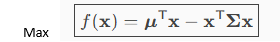 Max f(x) = μᵀx − xᵀΣx